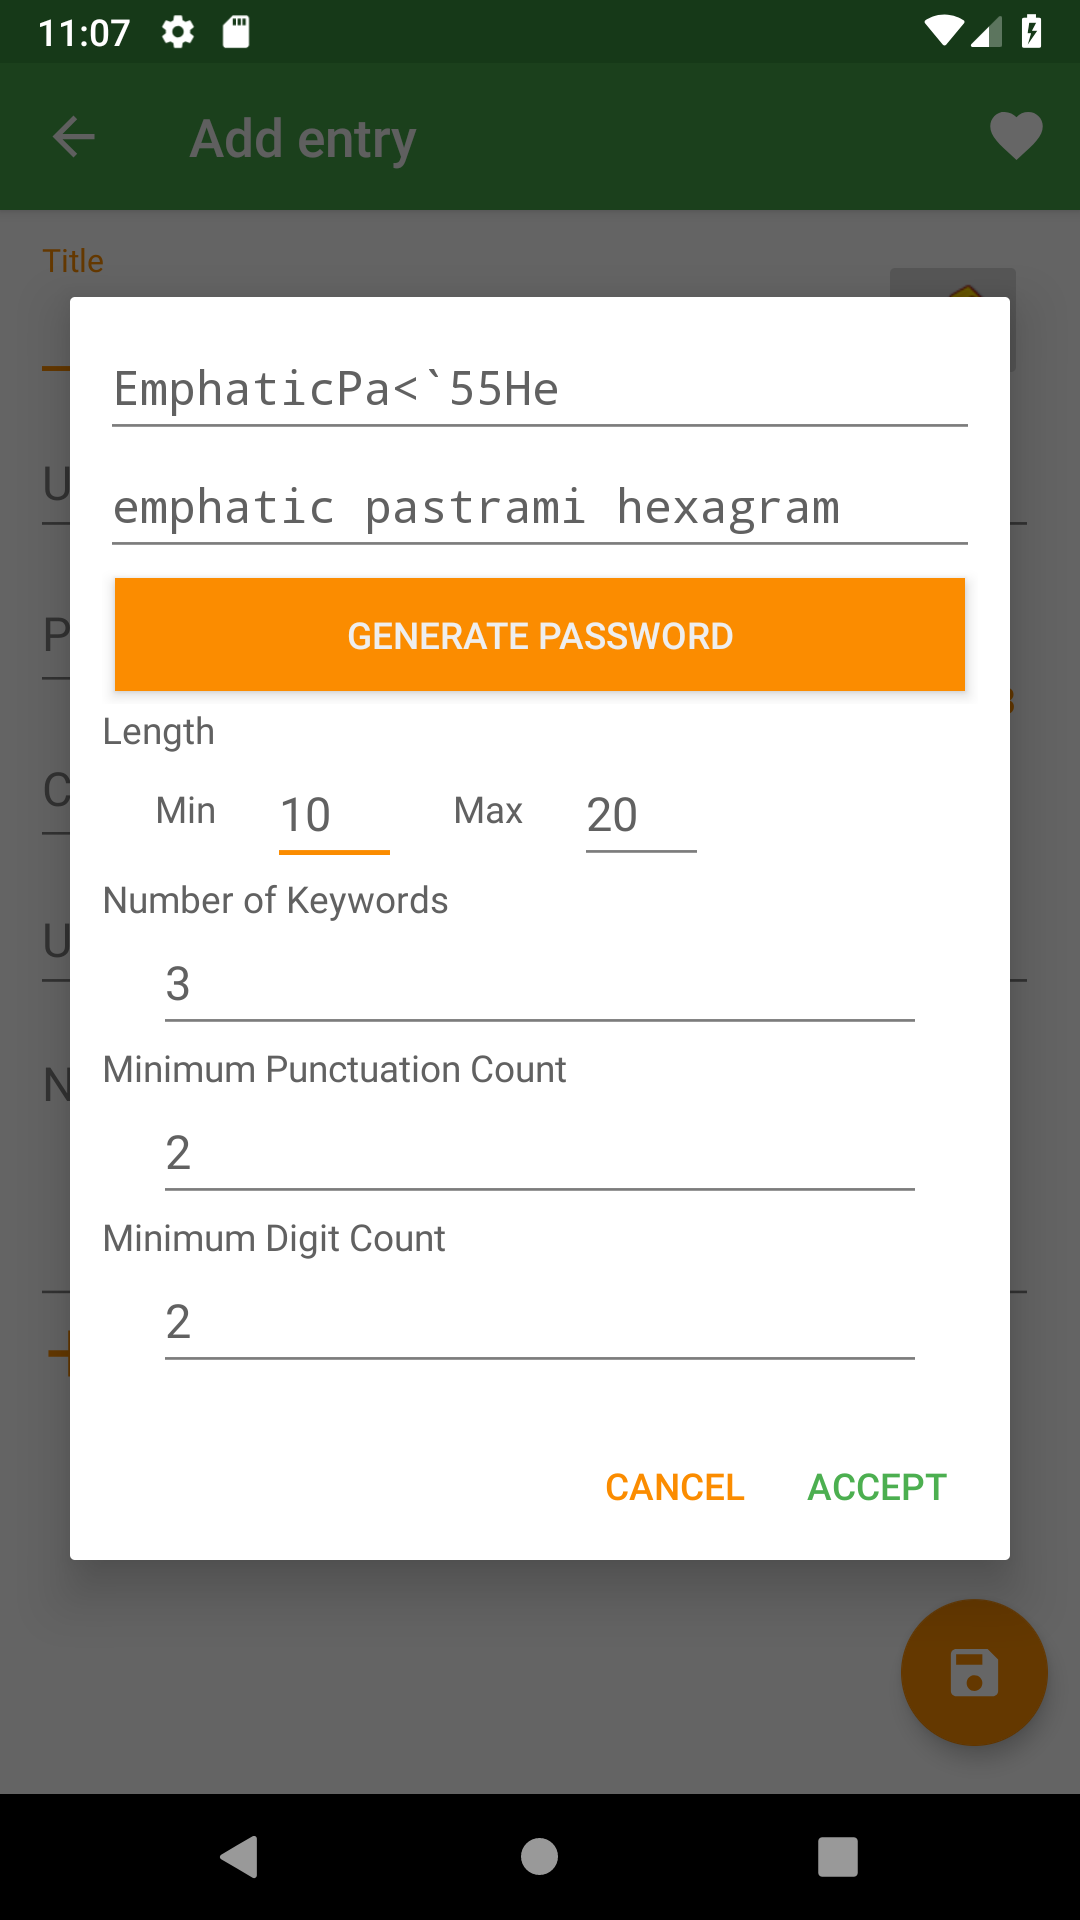 11:07
Add entry
Title
EmphaticPa<`55He
emphatic pastrami hexagram
GENERATE PASSWORD
Length
Min 10 Max 20
Number of Keywords
3
Minimum Punctuation Count
2
Minimum Digit Count
2
CANCEL ACCEPT